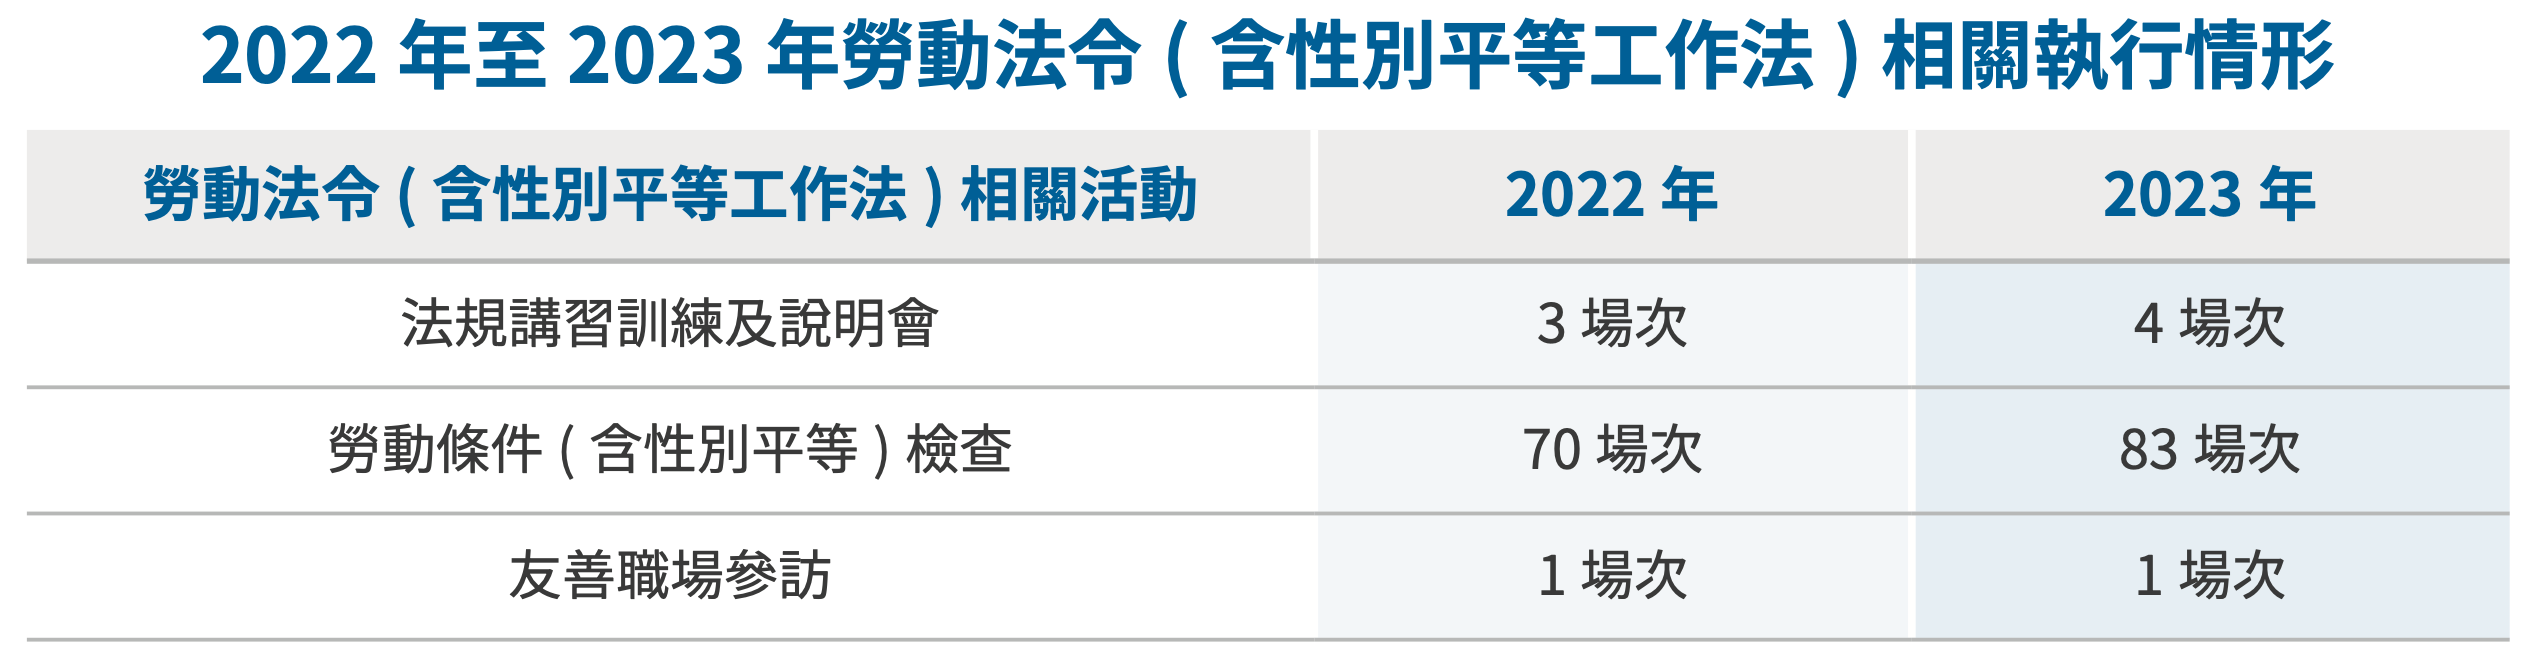 2022 年至 2023 年勞動法令 ( 含性別平等工作法 ) 相關執行情形
勞動法令 ( 含性別平等工作法 ) 相關活動 2022 年 2023 年
法規講習訓練及說明會 3 場次 4 場次
勞動條件 ( 含性別平等 ) 檢查 70 場次 83 場次
友善職場參訪 1 場次 1 場次